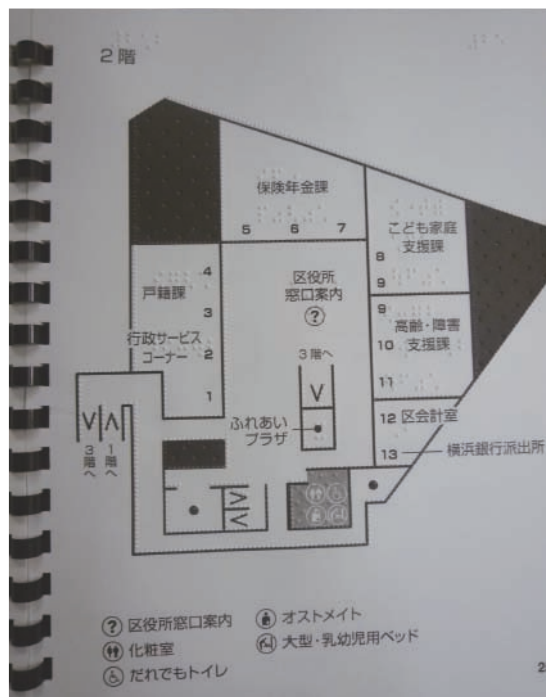 2階
保険年金課
5 6 7
こども家庭
支援課
8
9
4
戸籍課
3
行政サービス
コーナー 2
1
区役所
窓口案内
?
9
高齢・障害
10 支援課
11
3階へ
ふれあい
プラザ
12 区会計室
13 横浜銀行派出所
3階へ
1階へ
? 区役所窓口案内
化粧室
だれでもトイレ
オストメイト
大型・乳幼児用ベッド